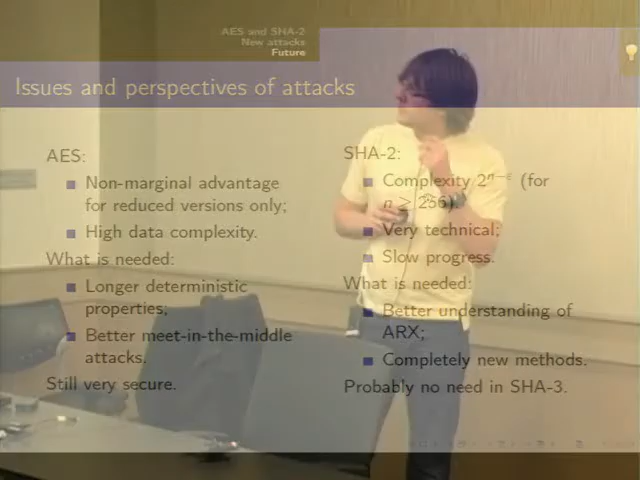 AES and SHA-2
New attacks
Future
Issues and perspectives of attacks
AES:
Non-marginal advantage
for reduced versions only;
High data complexity.
What is needed:
Longer deterministic
properties;
Better meet-in-the-middle
attacks.
Still very secure.
SHA-2:
Complexity 2^{n−ε} (for
n ≥ 256);
Very technical;
Slow progress.
What is needed:
Better understanding of
ARX;
Completely new methods.
Probably no need in SHA-3.